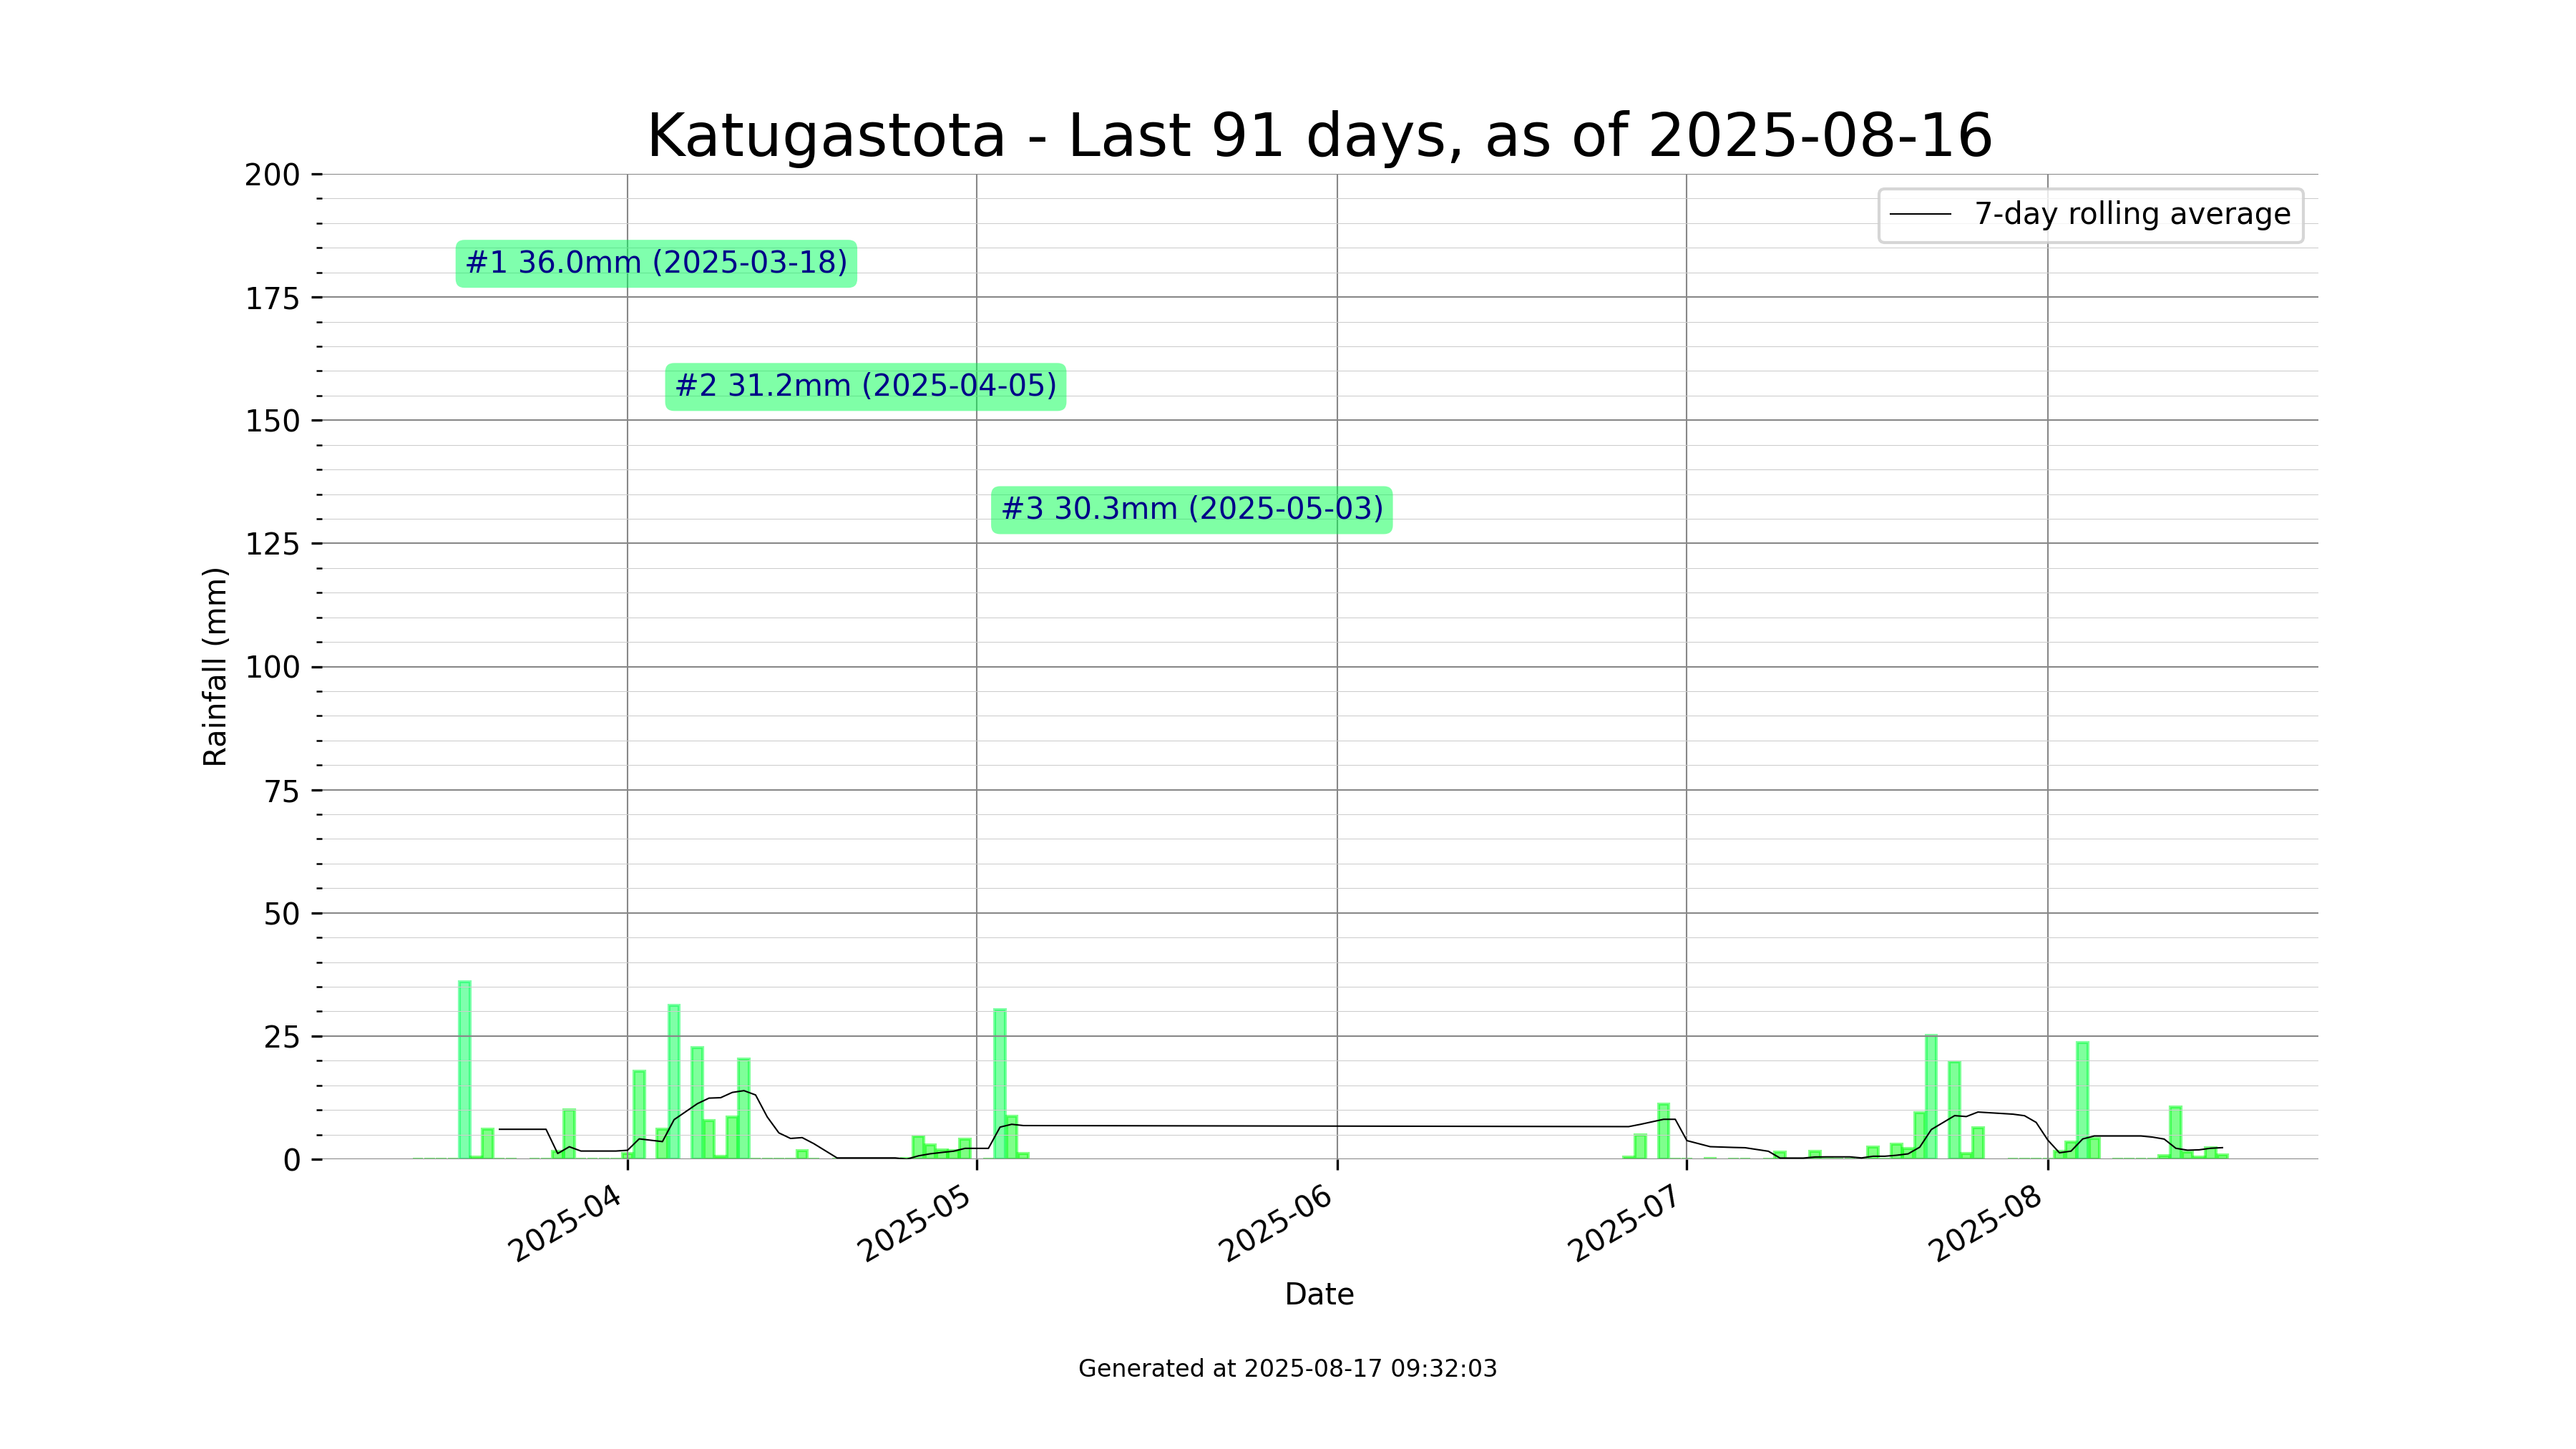 Katugastota - Last 91 days, as of 2025-08-16
200
175
150
125
100
75
50
25
0
Rainfall (mm)
7-day rolling average
#1 36.0mm (2025-03-18)
#2 31.2mm (2025-04-05)
#3 30.3mm (2025-05-03)
2025-04
2025-05
2025-06
2025-07
2025-08
Date
Generated at 2025-08-17 09:32:03